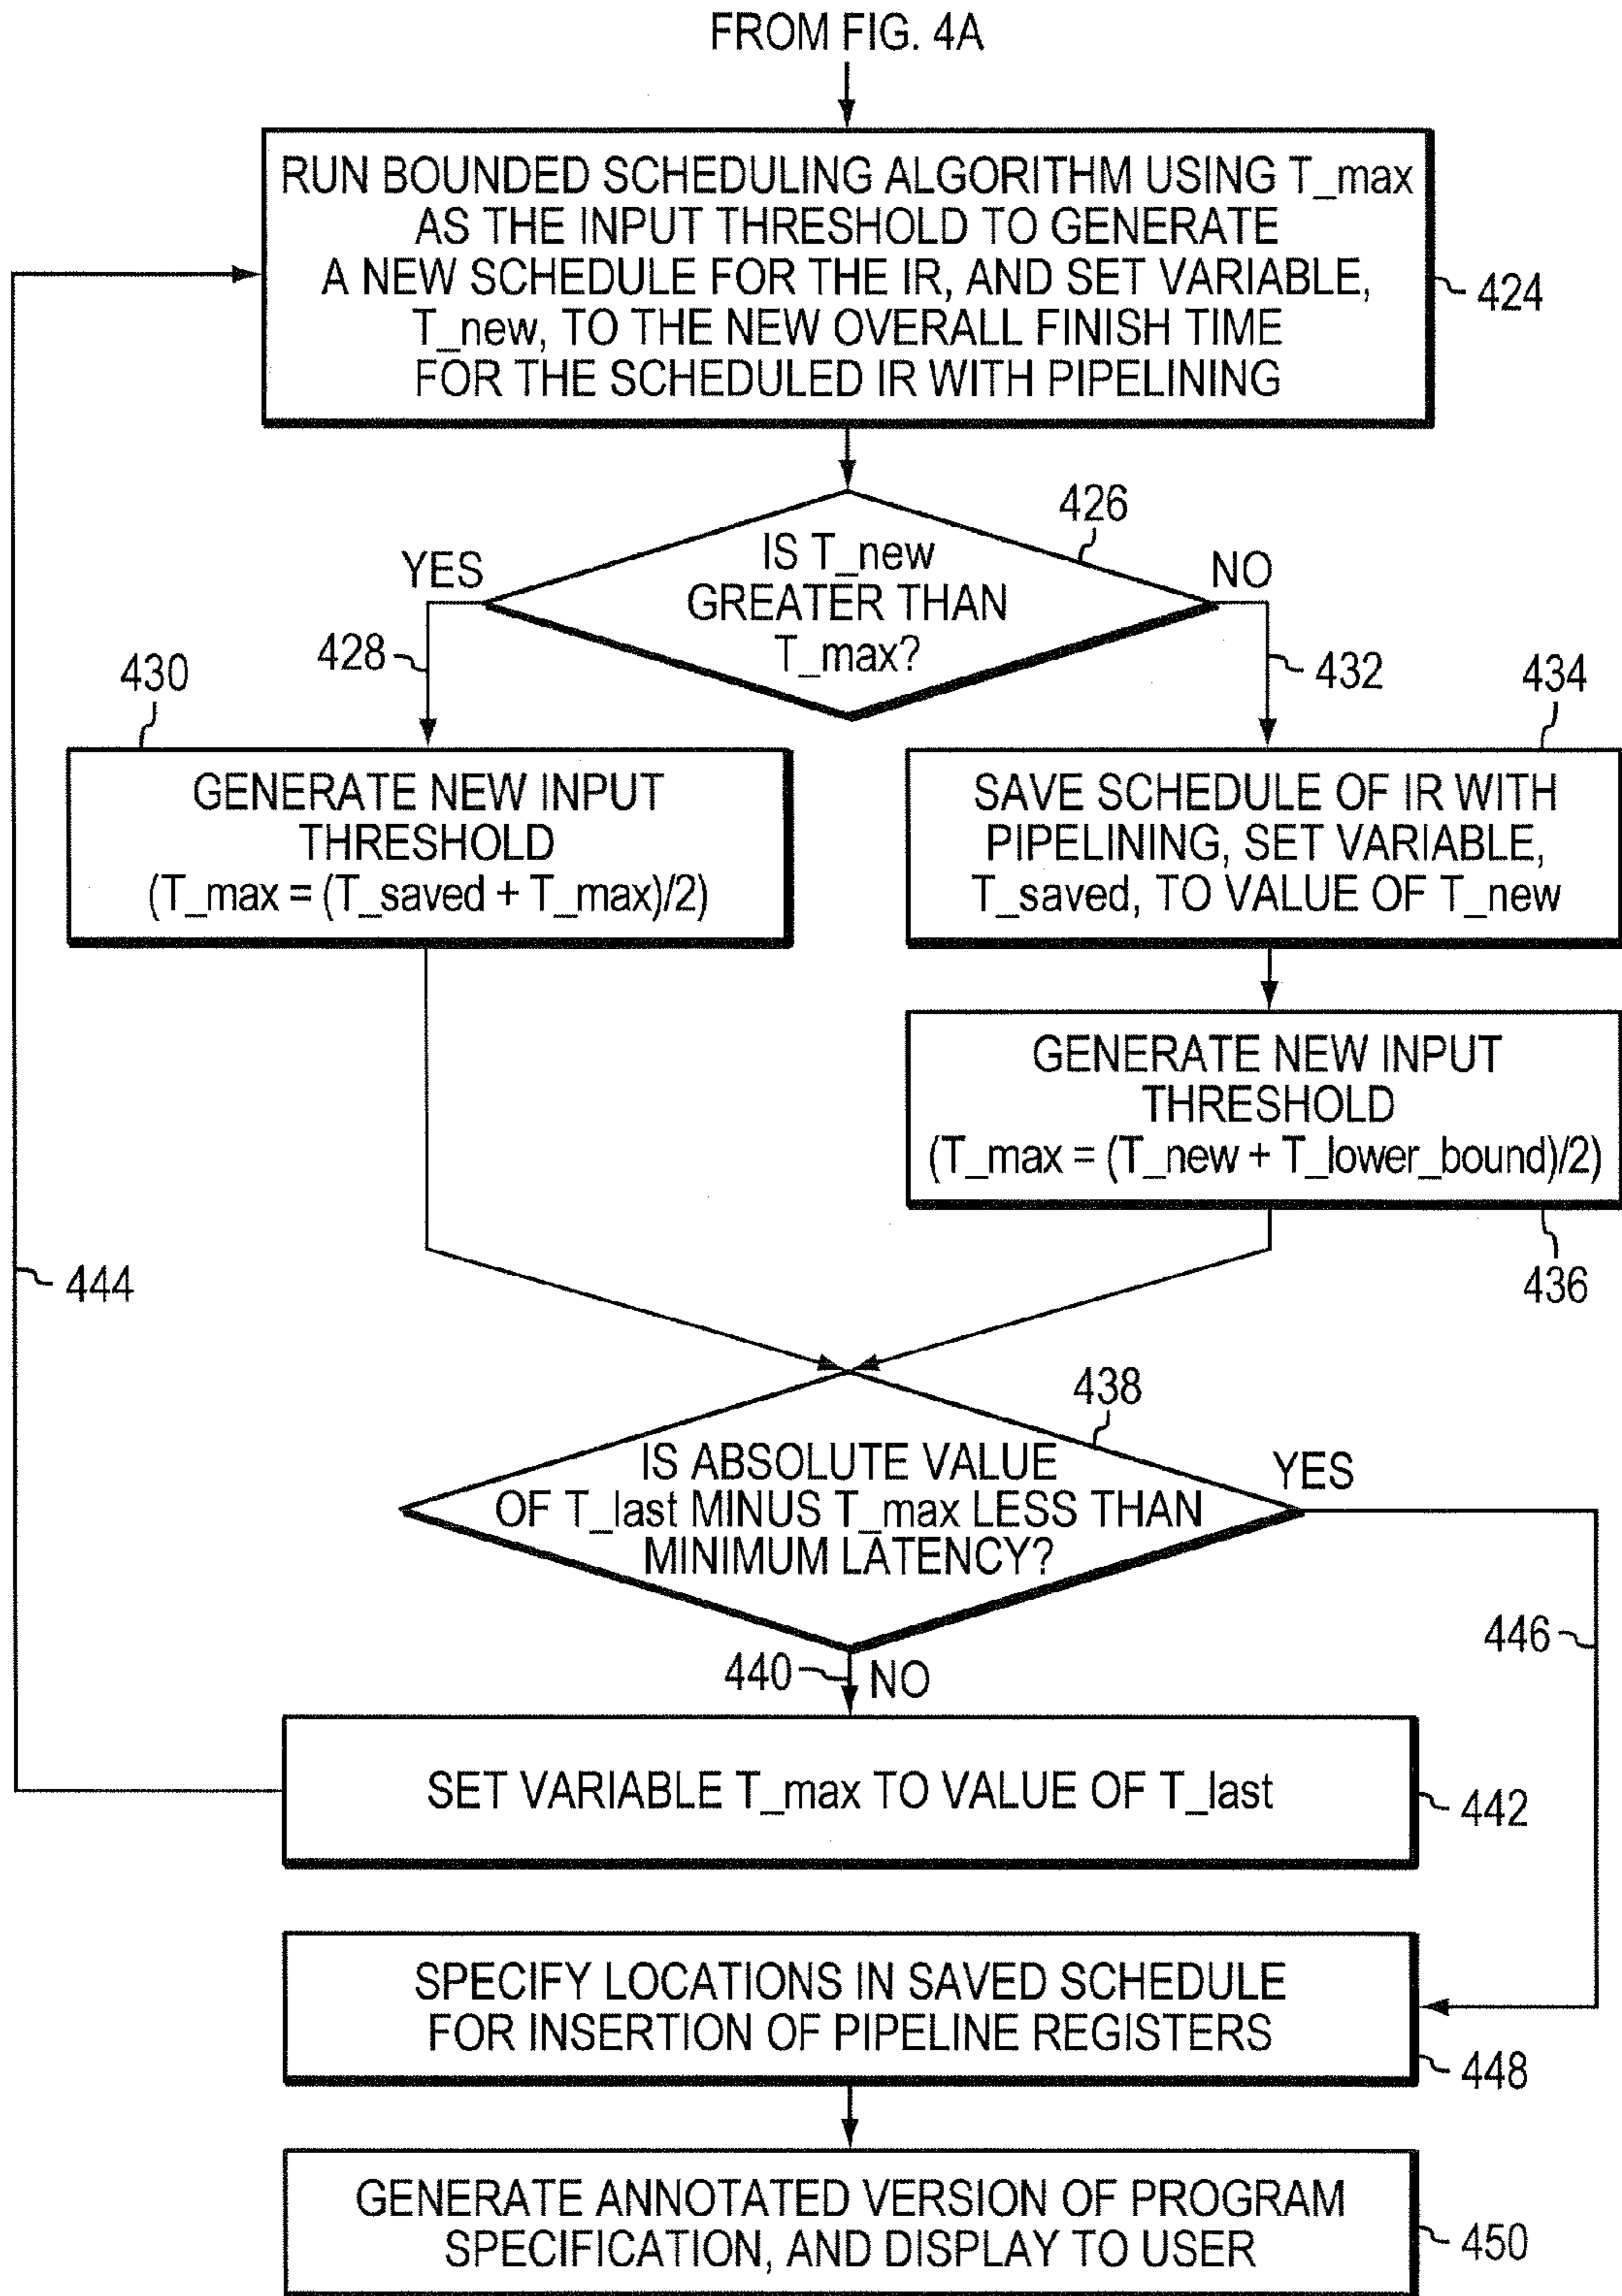 FROM FIG. 4A
RUN BOUNDED SCHEDULING ALGORITHM USING T_max
AS THE INPUT THRESHOLD TO GENERATE
A NEW SCHEDULE FOR THE IR, AND SET VARIABLE,
T_new, TO THE NEW OVERALL FINISH TIME
FOR THE SCHEDULED IR WITH PIPELINING
424
426
IS T_new
GREATER THAN
T_max?
YES
NO
428
432
430
434
GENERATE NEW INPUT
THRESHOLD
(T_max = (T_saved + T_max)/2)
SAVE SCHEDULE OF IR WITH
PIPELINING, SET VARIABLE,
T_saved, TO VALUE OF T_new
GENERATE NEW INPUT
THRESHOLD
(T_max = (T_new + T_lower_bound)/2)
436
444
438
IS ABSOLUTE VALUE
OF T_last MINUS T_max LESS THAN
MINIMUM LATENCY?
YES
446
440
NO
SET VARIABLE T_max TO VALUE OF T_last
442
SPECIFY LOCATIONS IN SAVED SCHEDULE
FOR INSERTION OF PIPELINE REGISTERS
448
GENERATE ANNOTATED VERSION OF PROGRAM
SPECIFICATION, AND DISPLAY TO USER
450